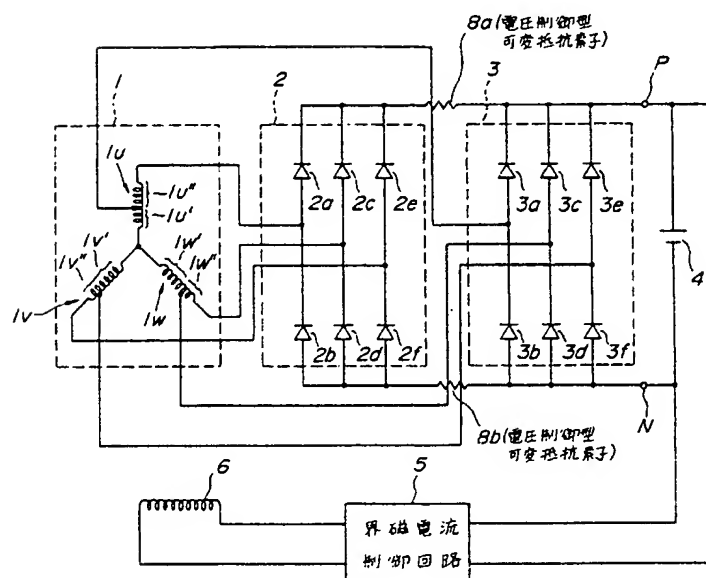 8a(電圧制御型
可変抵抗素子)
P
1
2
3
1u
1u"
1u'
2a
2c
2e
3a
3c
3e
1v'
1v"
1w'
1w"
4
1v
1w
2b
2d
2f
3b
3d
3f
N
8b(電圧制御型
可変抵抗素子)
6
5
界磁電流
制御回路